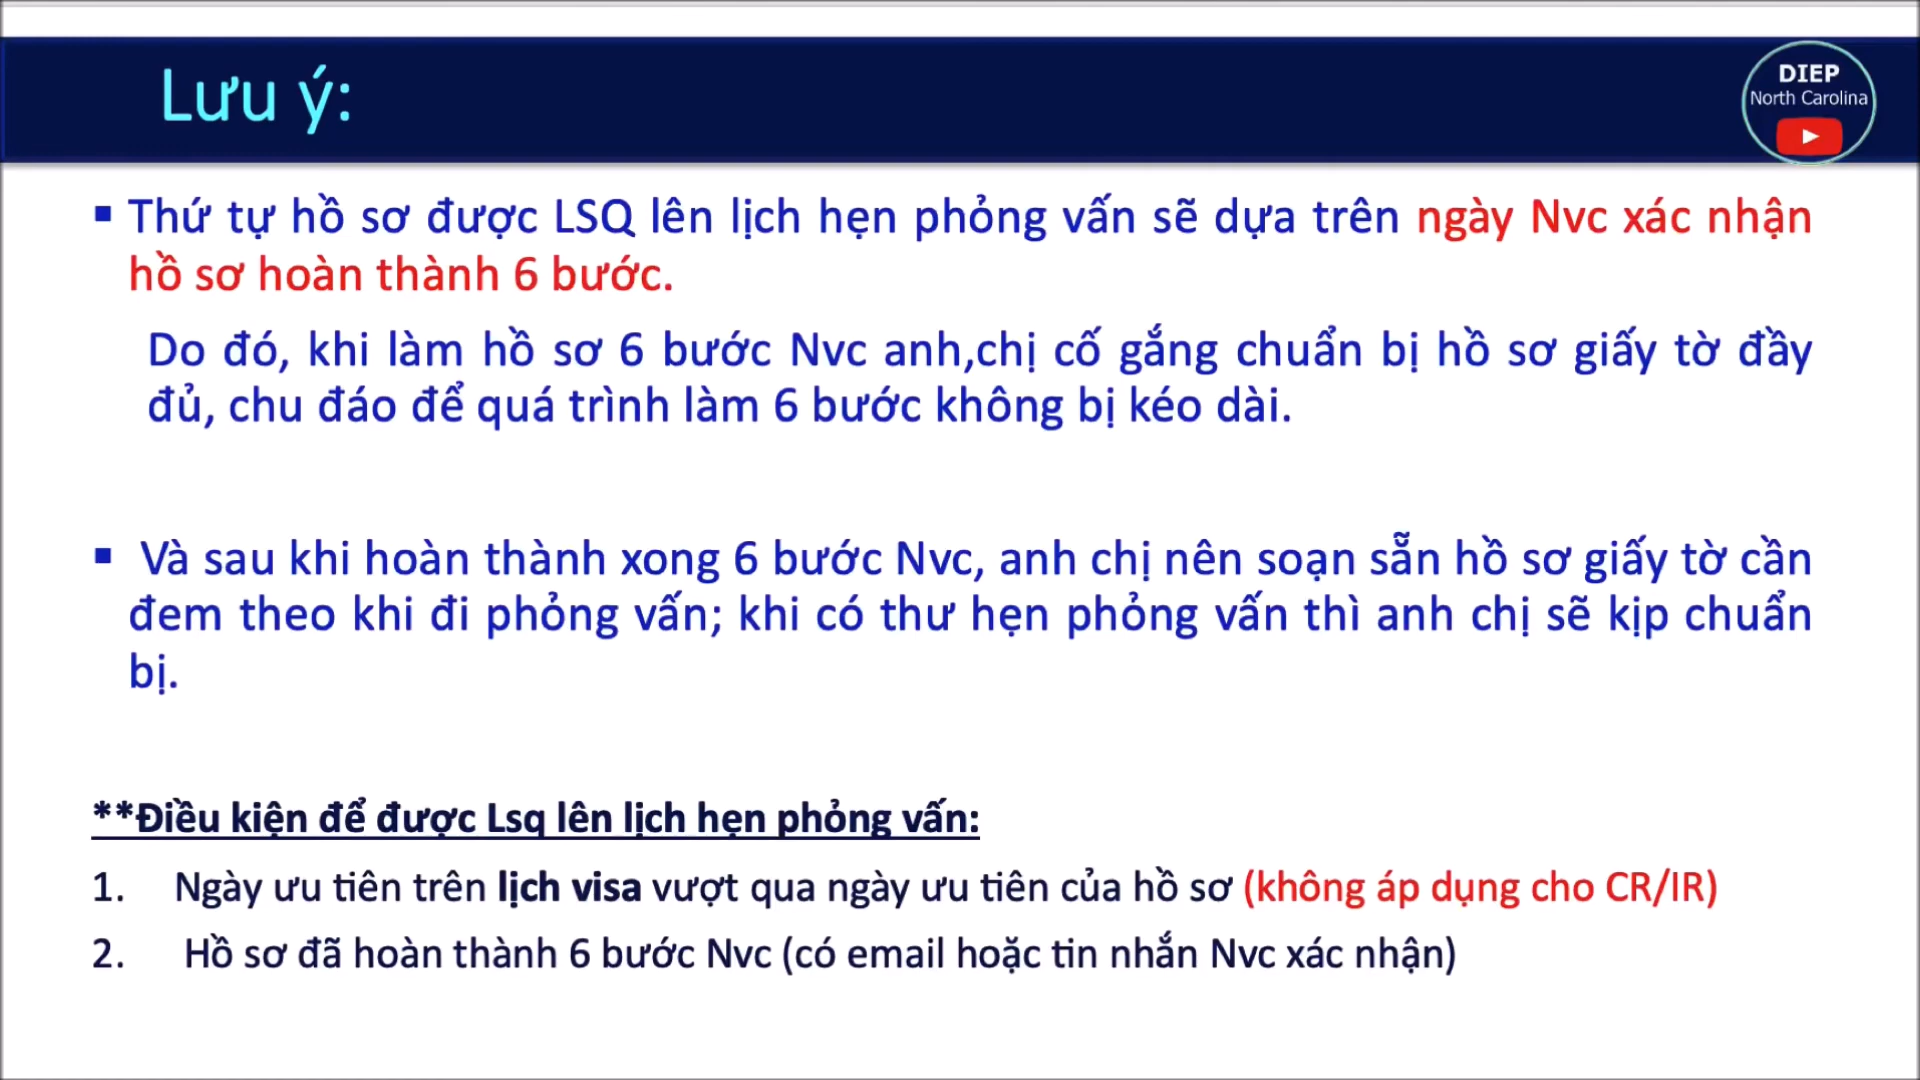 Lưu ý:
DIEP
North Carolina
▪ Thứ tự hồ sơ được LSQ lên lịch hẹn phỏng vấn sẽ dựa trên ngày Nvc xác nhận
hồ sơ hoàn thành 6 bước.
Do đó, khi làm hồ sơ 6 bước Nvc anh,chị cố gắng chuẩn bị hồ sơ giấy tờ đầy
đủ, chu đáo để quá trình làm 6 bước không bị kéo dài.
▪ Và sau khi hoàn thành xong 6 bước Nvc, anh chị nên soạn sẵn hồ sơ giấy tờ cần
đem theo khi đi phỏng vấn; khi có thư hẹn phỏng vấn thì anh chị sẽ kịp chuẩn
bị.
**Điều kiện để được Lsq lên lịch hẹn phỏng vấn:
1. Ngày ưu tiên trên lịch visa vượt qua ngày ưu tiên của hồ sơ (không áp dụng cho CR/IR)
2. Hồ sơ đã hoàn thành 6 bước Nvc (có email hoặc tin nhắn Nvc xác nhận)